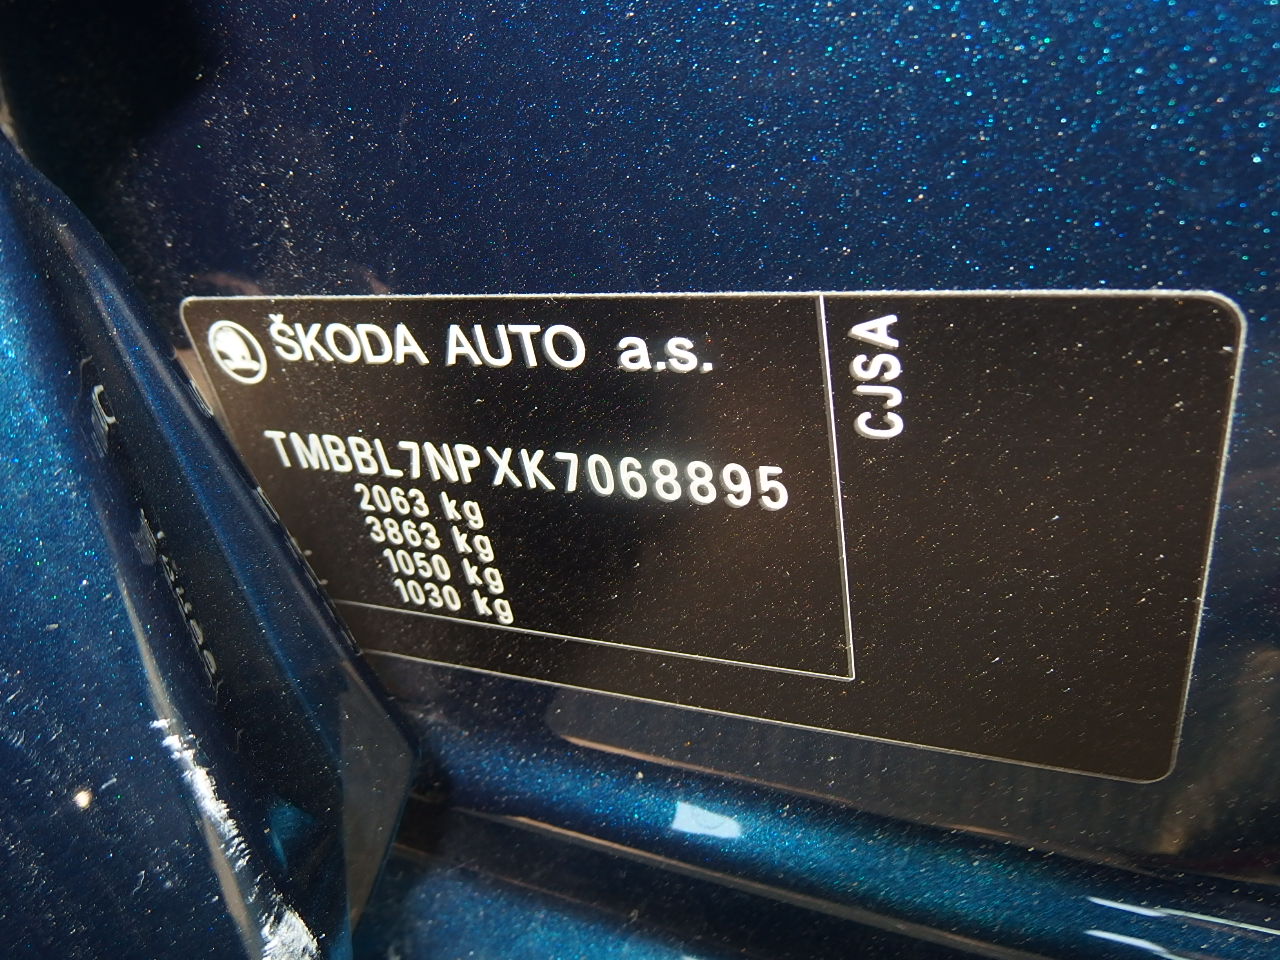 ŠKODA AUTO a.s.
TMBBL7NPXK7068895
2063 kg
3863 kg
1050 kg
1030 kg
CJSA